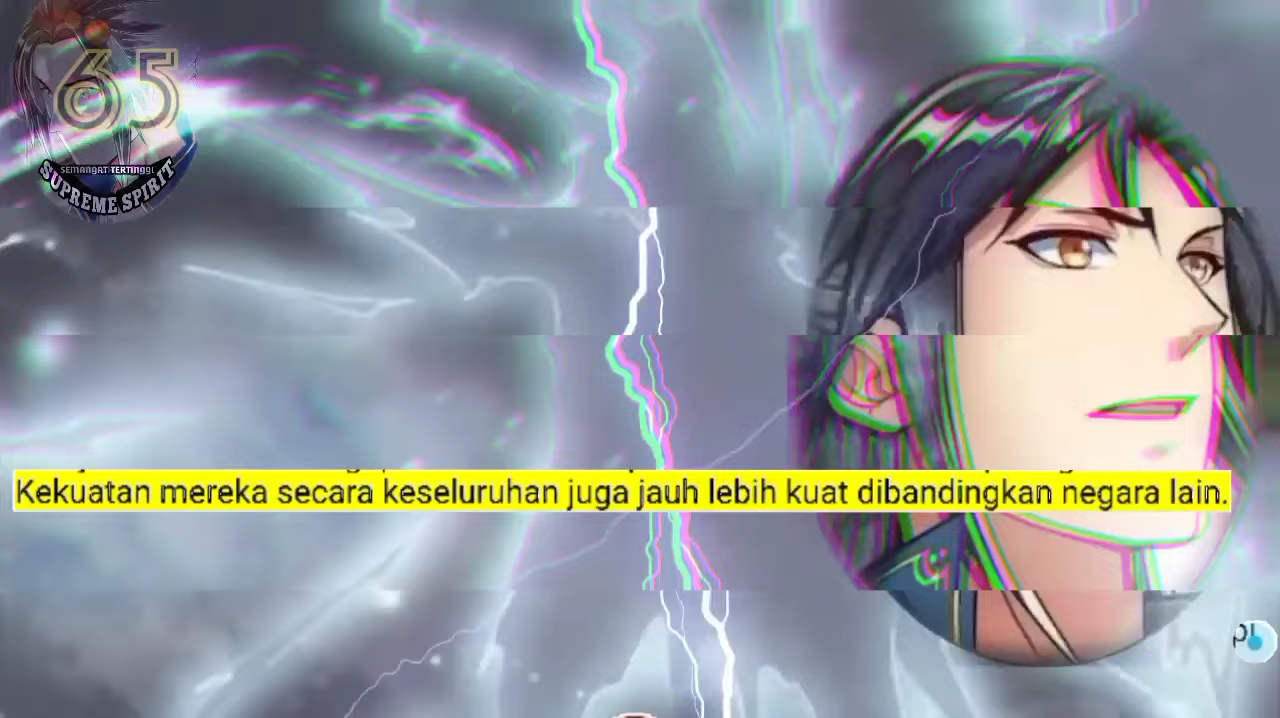 65
SEMANGAT TERTINGGI
SUPREME SPIRIT
Kekuatan mereka secara keseluruhan juga jauh lebih kuat dibandingkan negara lain.